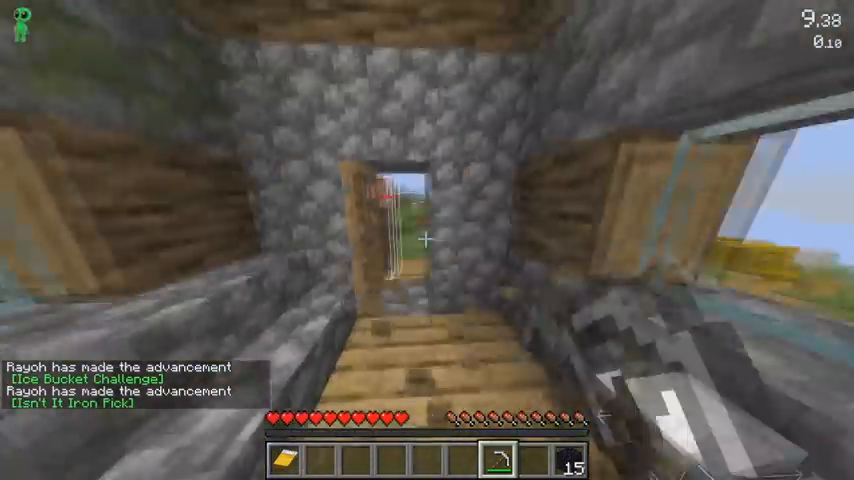 9.38
0.10
Rayoh has made the advancement
[Ice Bucket Challenge]
Rayoh has made the advancement
[Isn't It Iron Pick]
15